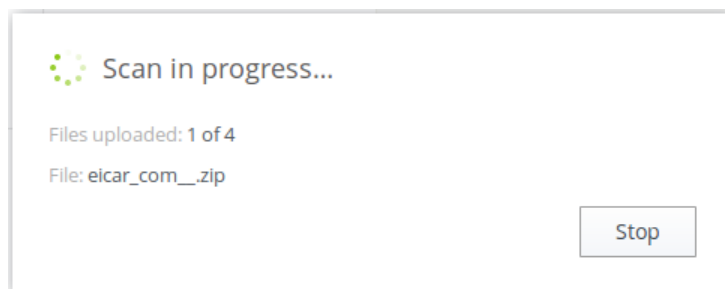 Scan in progress...
Files uploaded: 1 of 4
File: eicar_com__.zip
Stop